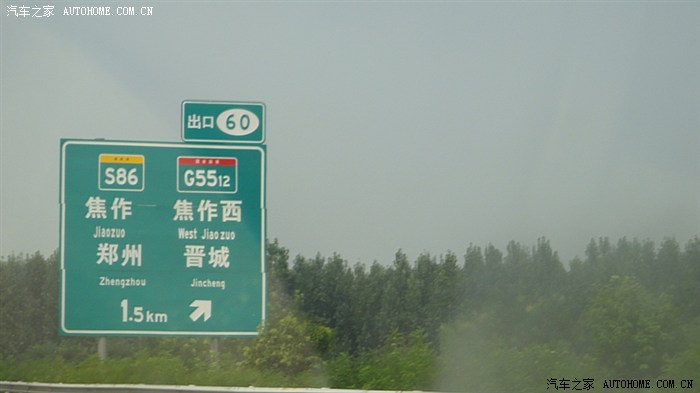 汽车之家 AUTOHOME.COM.CN
出口 60
S86 G5512
焦作 焦作西
Jiaozuo West Jiaozuo
郑州 晋城
Zhengzhou Jincheng
1.5km
汽车之家 AUTOHOME.COM.CN